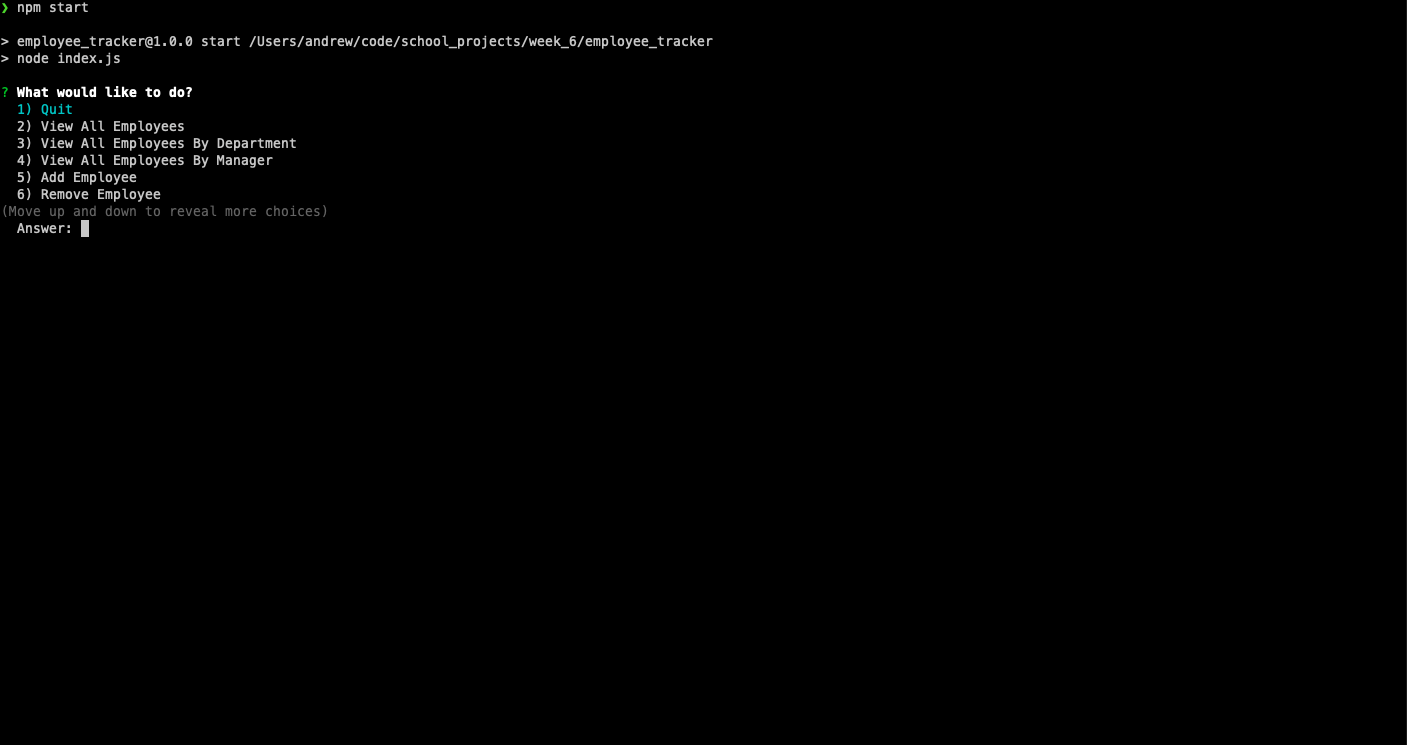 ❯ npm start
> employee_tracker@1.0.0 start /Users/andrew/code/school_projects/week_6/employee_tracker
> node index.js
? What would like to do?
1) Quit
2) View All Employees
3) View All Employees By Department
4) View All Employees By Manager
5) Add Employee
6) Remove Employee
(Move up and down to reveal more choices)
Answer: